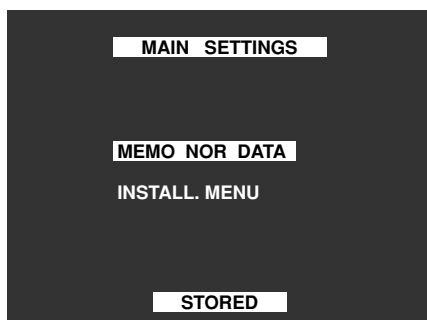 MAIN SETTINGS
MEMO NOR DATA
INSTALL. MENU
STORED